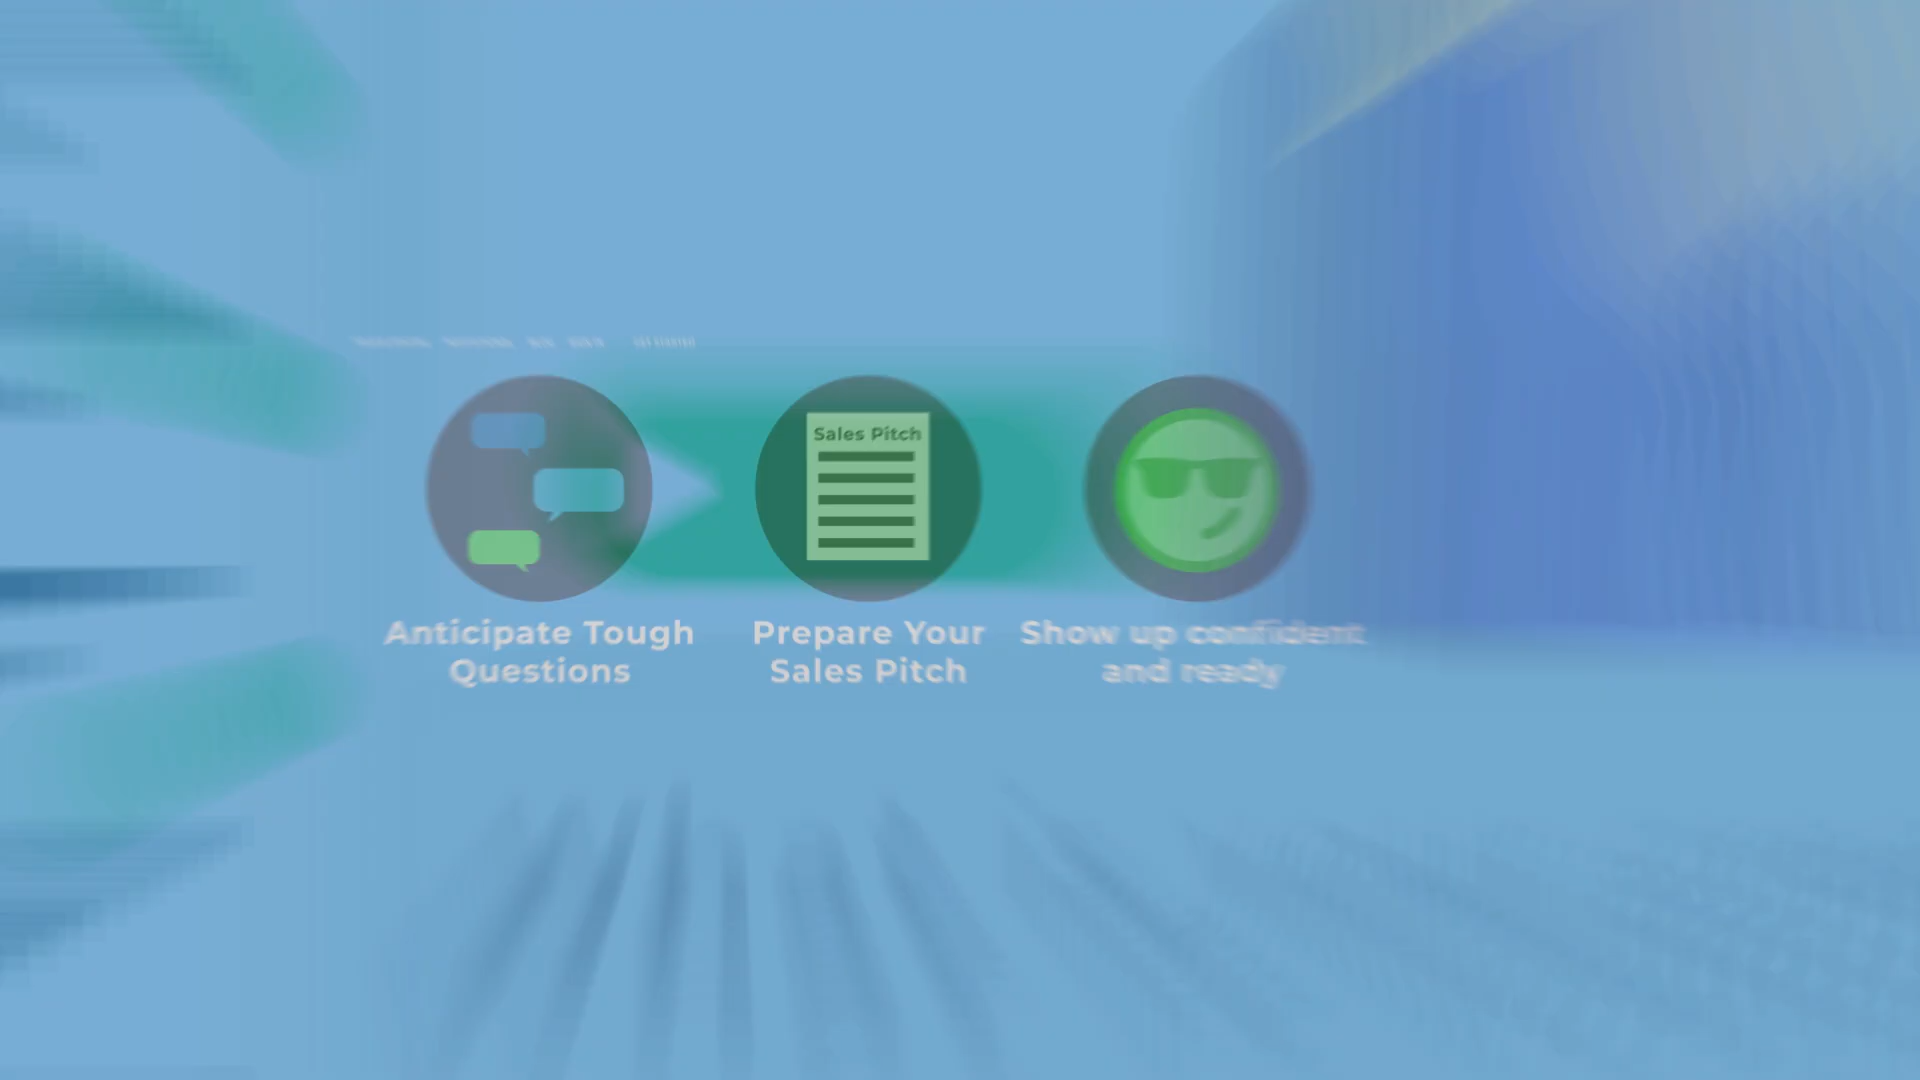 Sales Pitch
Anticipate Tough
Questions
Prepare Your
Sales Pitch
Show up confident
and ready